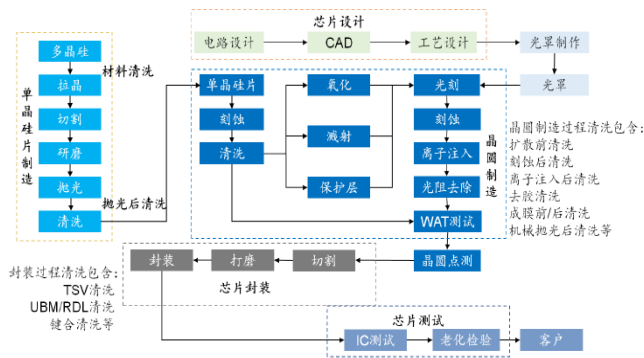 芯片设计
电路设计
CAD
工艺设计
光罩制作
光罩
单晶硅片制造
多晶硅
材料清洗
拉晶
切割
研磨
抛光
抛光后清洗
清洗
单晶硅片
刻蚀
清洗
氧化
溅射
保护层
光刻
刻蚀
离子注入
光阻去除
WAT测试
晶圆制造
晶圆制造过程清洗包含：
扩散前清洗
刻蚀后清洗
离子注入后清洗
去胶清洗
成膜前/后清洗
机械抛光后清洗等
封装
打磨
切割
晶圆点测
芯片封装
封装过程清洗包含：
TSV清洗
UBM/RDL清洗
键合清洗等
芯片测试
IC测试
老化检验
客户